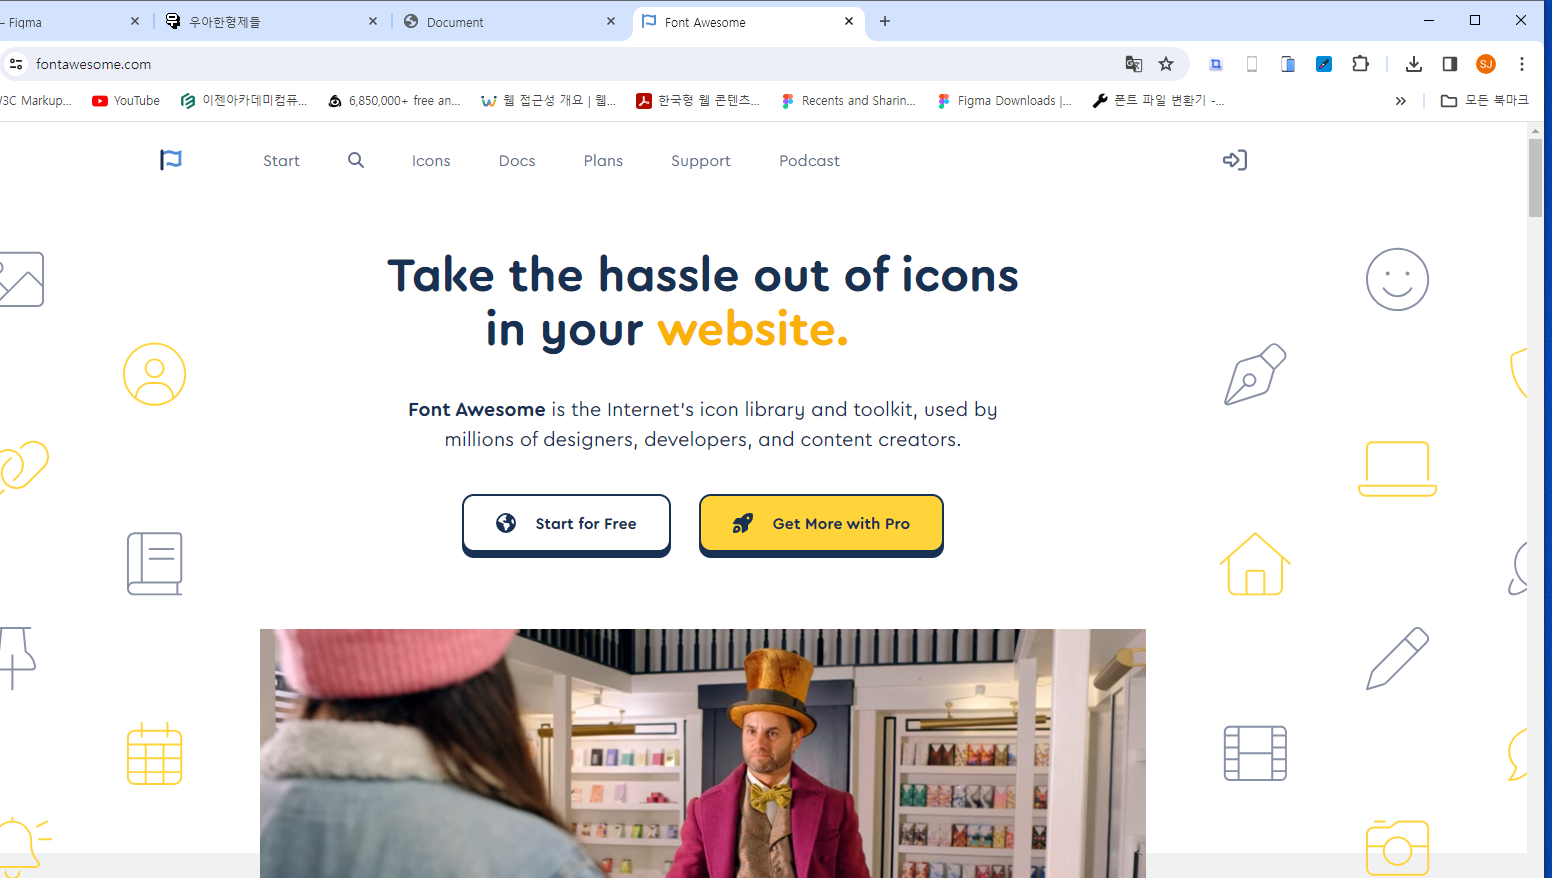 – Figma
우아한형제들
Document
Font Awesome
fontawesome.com
SJ
V3C Markup...
YouTube
이젠아카데미컴퓨...
6,850,000+ free an...
웹 접근성 개요 | 웹...
한국형 웹 콘텐츠...
Recents and Sharin...
Figma Downloads |...
폰트 파일 변환기 -...
모든 북마크
Start
Icons
Docs
Plans
Support
Podcast
Take the hassle out of icons
in your website.
Font Awesome is the Internet's icon library and toolkit, used by
millions of designers, developers, and content creators.
Start for Free
Get More with Pro